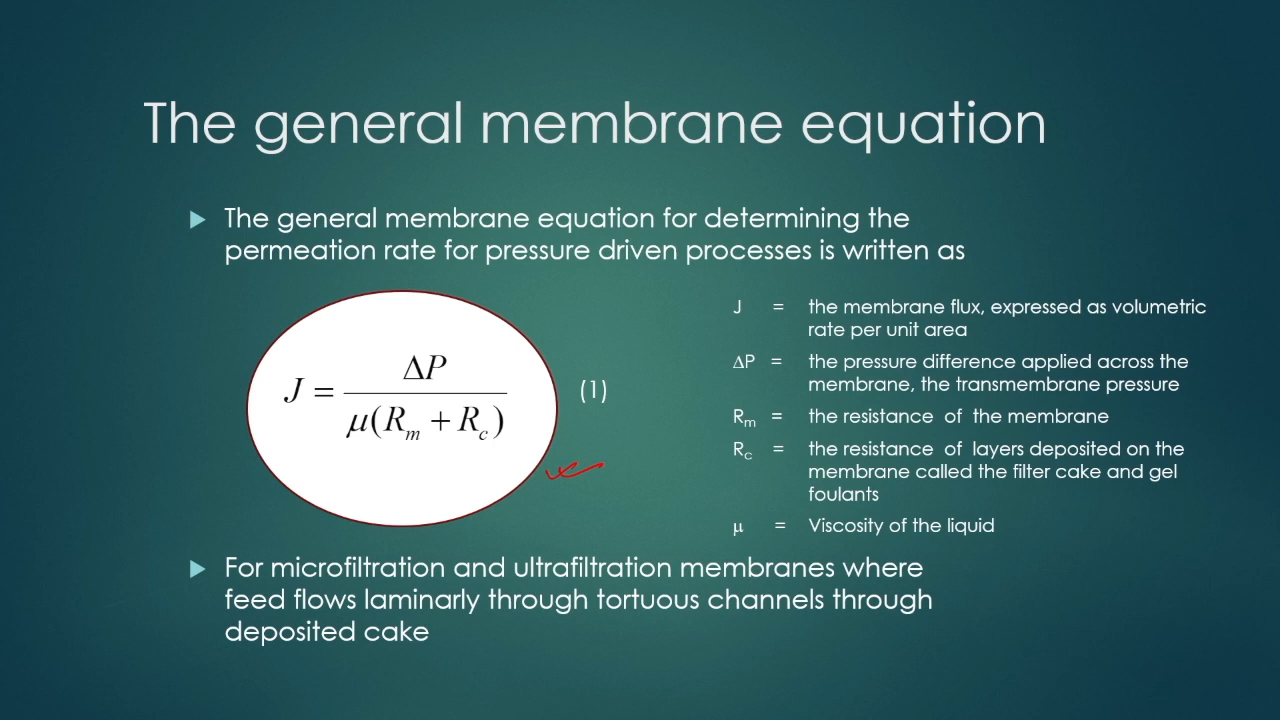 The general membrane equation
The general membrane equation for determining the
permeation rate for pressure driven processes is written as
J = ΔP / μ(Rm + Rc)
(1)
J = the membrane flux, expressed as volumetric
rate per unit area
ΔP = the pressure difference applied across the
membrane, the transmembrane pressure
Rm = the resistance of the membrane
Rc = the resistance of layers deposited on the
membrane called the filter cake and gel
foulants
μ = Viscosity of the liquid
For microfiltration and ultrafiltration membranes where
feed flows laminarly through tortuous channels through
deposited cake